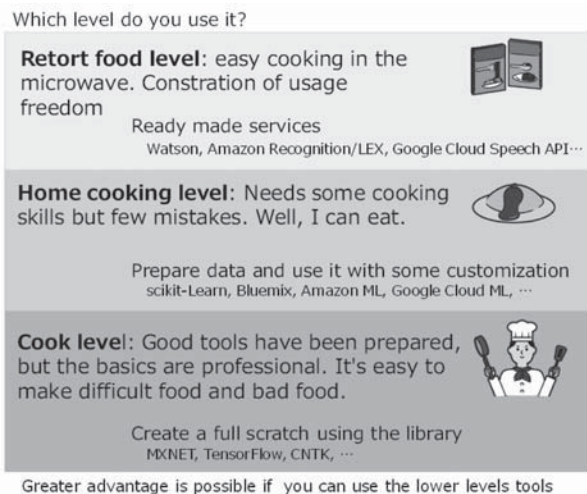 Which level do you use it?
Retort food level: easy cooking in the
microwave. Constration of usage
freedom
Ready made services
Watson, Amazon Recognition/LEX, Google Cloud Speech API…
Home cooking level: Needs some cooking
skills but few mistakes. Well, I can eat.
Prepare data and use it with some customization
scikit-Learn, Bluemix, Amazon ML, Google Cloud ML, …
Cook level: Good tools have been prepared,
but the basics are professional. It's easy to
make difficult food and bad food.
Create a full scratch using the library
MXNET, TensorFlow, CNTK, …
Greater advantage is possible if you can use the lower levels tools